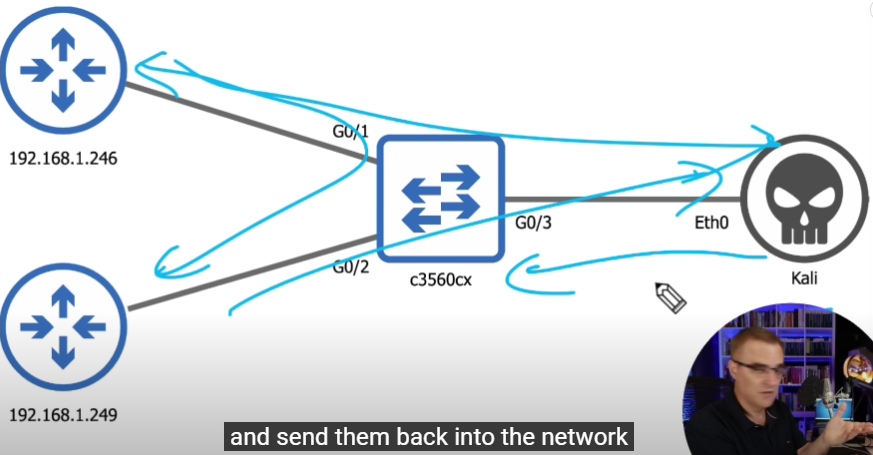 G0/1
192.168.1.246
G0/3
Eth0
G0/2
c3560cx
Kali
192.168.1.249
and send them back into the network